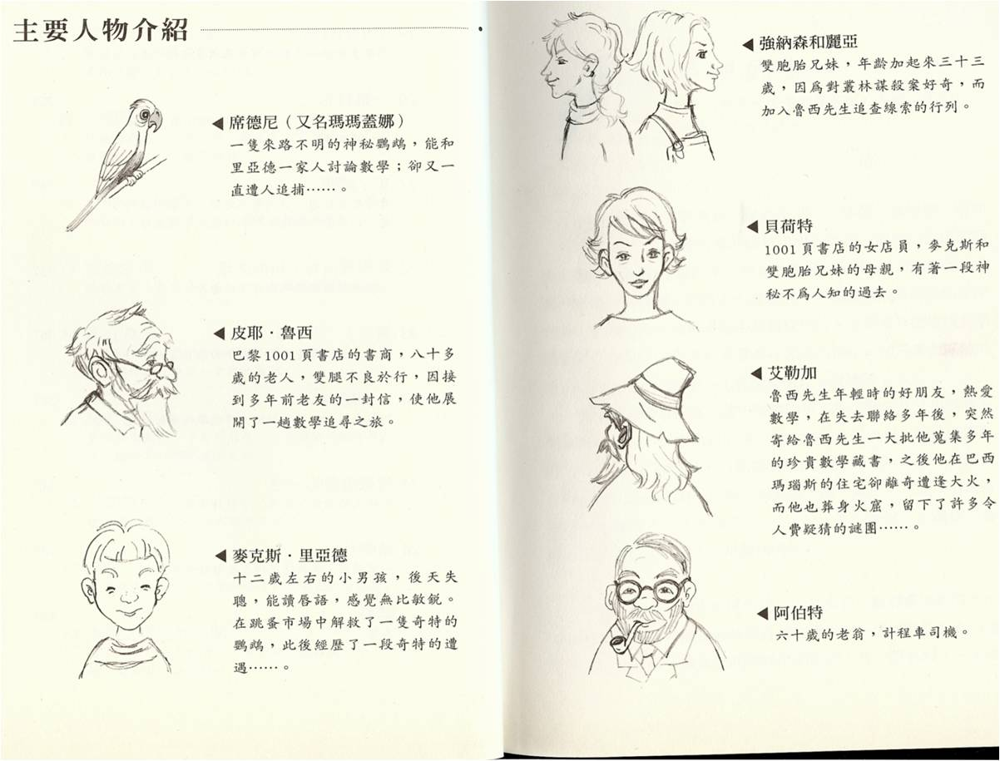 主要人物介紹
◀ 席德尼（又名瑪瑪蓋娜）
一隻來路不明的神秘鸚鵡，能和
里亞德一家人討論數學；卻又一
直遭人追捕……。
◀ 皮耶．魯西
巴黎1001頁書店的書商，八十多
歲的老人，雙腿不良於行，因接
到多年前老友的一封信，使他展
開了一趟數學追尋之旅。
◀ 麥克斯．里亞德
十二歲左右的小男孩，後天失
聰，能讀唇語，感覺無比敏銳。
在跳蚤市場中解救了一隻奇特的
鸚鵡，此後經歷了一段奇特的遭
遇……。
◀ 強納森和麗亞
雙胞胎兄妹，年齡加起來三十三
歲，因為對叢林謀殺案好奇，而
加入魯西先生追查線索的行列。
◀ 貝荷特
1001頁書店的女店員，麥克斯和
雙胞胎兄妹的母親，有著一段神
秘不為人知的過去。
◀ 艾勒加
魯西先生年輕時的好朋友，熱愛
數學，在失去聯絡多年後，突然
寄給魯西先生一大批他蒐集多年
的珍貴數學藏書，之後他在巴西
瑪瑙斯的住宅卻離奇遭逢大火，
而他也葬身火窟，留下了許多令
人費疑猜的謎團……。
◀ 阿伯特
六十歲的老翁，計程車司機。